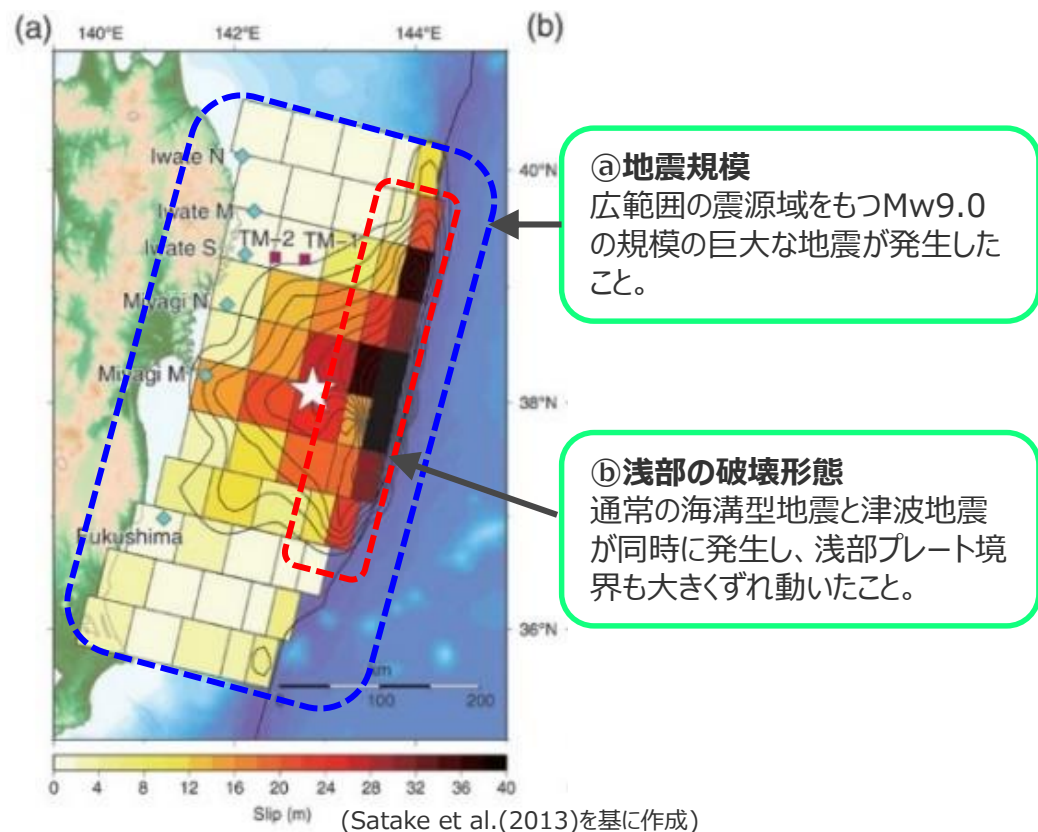 (a)
140°E
142°E
144°E
(b)
Iwate N
40°N
Iwate M
TM-2
TM-1
Iwate S
Miyagi N
Miyagi M
38°N
Fukushima
36°N
km
0
100
200
0 4 8 12 16 20 24 28 32 36 40
Slip (m)
(Satake et al.(2013)を基に作成)
ⓐ地震規模
広範囲の震源域をもつMw9.0
の規模の巨大な地震が発生した
こと。
ⓑ浅部の破壊形態
通常の海溝型地震と津波地震
が同時に発生し、浅部プレート境
界も大きくずれ動いたこと。